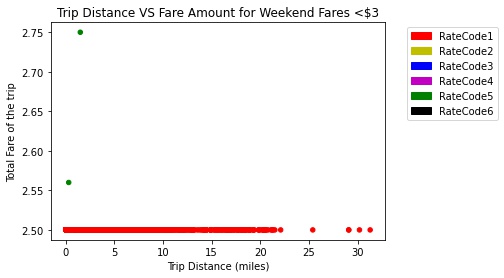 Trip Distance VS Fare Amount for Weekend Fares <$3
Total Fare of the trip
2.75
2.70
2.65
2.60
2.55
2.50
0 5 10 15 20 25 30
Trip Distance (miles)
RateCode1
RateCode2
RateCode3
RateCode4
RateCode5
RateCode6